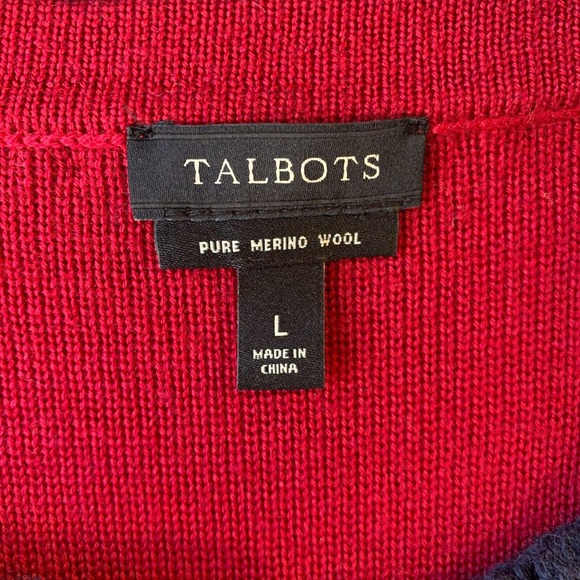 TALBOTS
PURE MERINO WOOL
L
MADE IN
CHINA